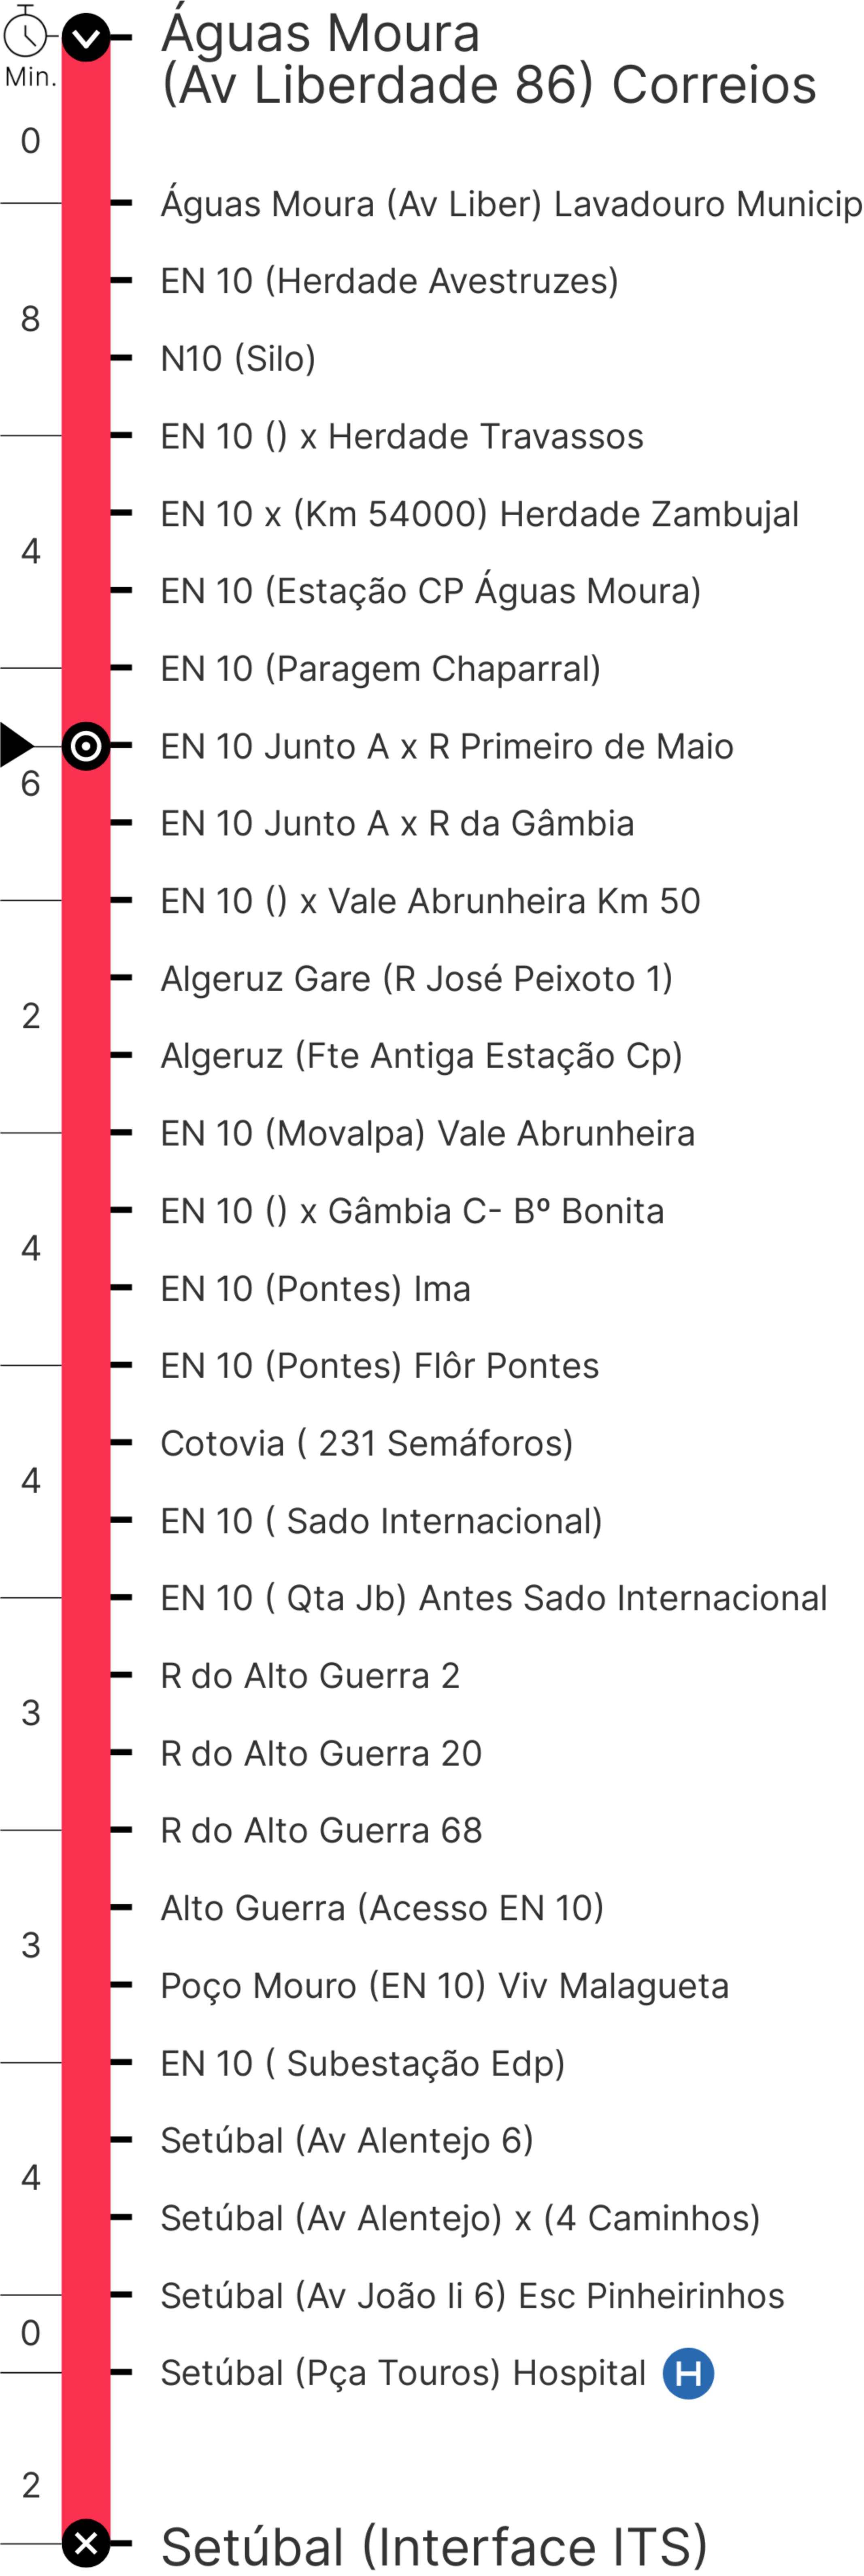 Águas Moura
(Av Liberdade 86) Correios
Min.
0
Águas Moura (Av Liber) Lavadouro Municip
EN 10 (Herdade Avestruzes)
8
N10 (Silo)
EN 10 () x Herdade Travassos
EN 10 x (Km 54000) Herdade Zambujal
4
EN 10 (Estação CP Águas Moura)
EN 10 (Paragem Chaparral)
EN 10 Junto A x R Primeiro de Maio
6
EN 10 Junto A x R da Gâmbia
EN 10 () x Vale Abrunheira Km 50
Algeruz Gare (R José Peixoto 1)
2
Algeruz (Fte Antiga Estação Cp)
EN 10 (Movalpa) Vale Abrunheira
EN 10 () x Gâmbia C- Bº Bonita
4
EN 10 (Pontes) Ima
EN 10 (Pontes) Flôr Pontes
Cotovia ( 231 Semáforos)
4
EN 10 ( Sado Internacional)
EN 10 ( Qta Jb) Antes Sado Internacional
R do Alto Guerra 2
3
R do Alto Guerra 20
R do Alto Guerra 68
Alto Guerra (Acesso EN 10)
3
Poço Mouro (EN 10) Viv Malagueta
EN 10 ( Subestação Edp)
Setúbal (Av Alentejo 6)
4
Setúbal (Av Alentejo) x (4 Caminhos)
Setúbal (Av João Ii 6) Esc Pinheirinhos
0
Setúbal (Pça Touros) Hospital H
2
Setúbal (Interface ITS)